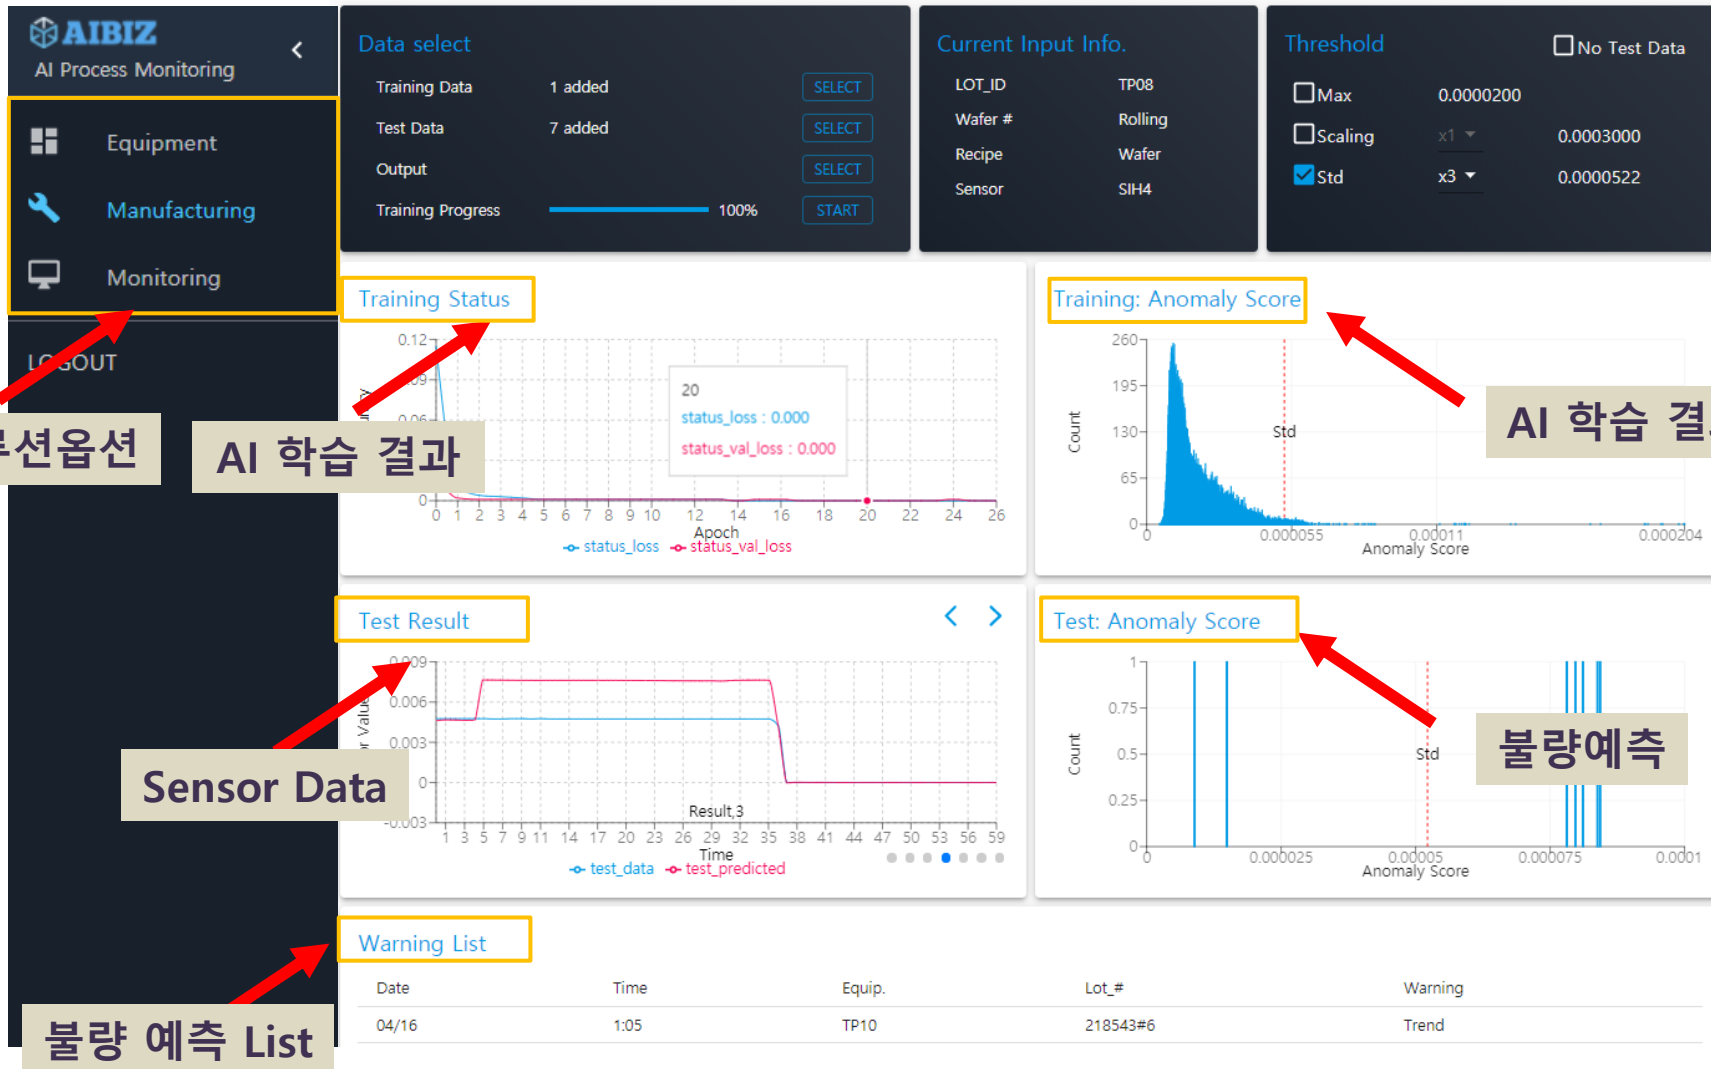 AIBIZ
AI Process Monitoring
Equipment
Manufacturing
Monitoring
LOGOUT
루션옵션
Data select
Training Data 1 added SELECT
Test Data 7 added SELECT
Output SELECT
Training Progress 100% START
Current Input Info.
LOT_ID TP08
Wafer # Rolling
Recipe Wafer
Sensor SIH4
Threshold No Test Data
Max 0.0000200
Scaling x1 0.0003000
Std x3 0.0000522
Training Status
0.12
0.06
0
20
status_loss : 0.000
status_val_loss : 0.000
0 1 2 3 4 5 6 7 8 9 10 12 14 16 18 20 22 24 26
Apoch
status_loss status_val_loss
AI 학습 결과
Training: Anomaly Score
260
195
130
65
0
Count
Std
0 0.000055 0.00011 0.000204
Anomaly Score
AI 학습
Test Result
0.009
0.006
0.003
0
-0.003
Value
Result,3
1 3 5 7 9 11 14 17 20 23 26 29 32 35 38 41 44 47 50 53 56 59
Time
test_data test_predicted
Sensor Data
Test: Anomaly Score
1
0.75
0.5
0.25
0
Count
Std
0 0.000025 0.00005 0.000075 0.0001
Anomaly Score
불량예측
Warning List
Date Time Equip. Lot_# Warning
04/16 1:05 TP10 218543#6 Trend
불량 예측 List